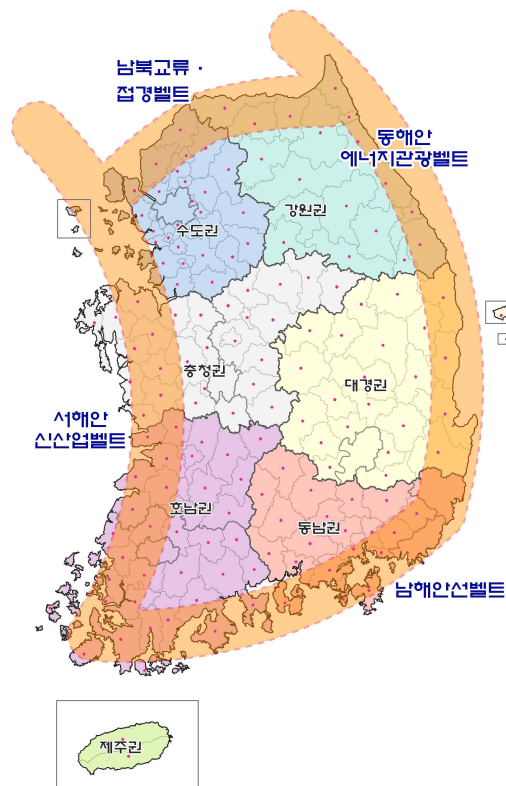 남북교류 ·
접경벨트
동해안
에너지관광벨트
수도권
강원권
충청권
대경권
서해안
신산업벨트
호남권
동남권
남해안선벨트
제주권